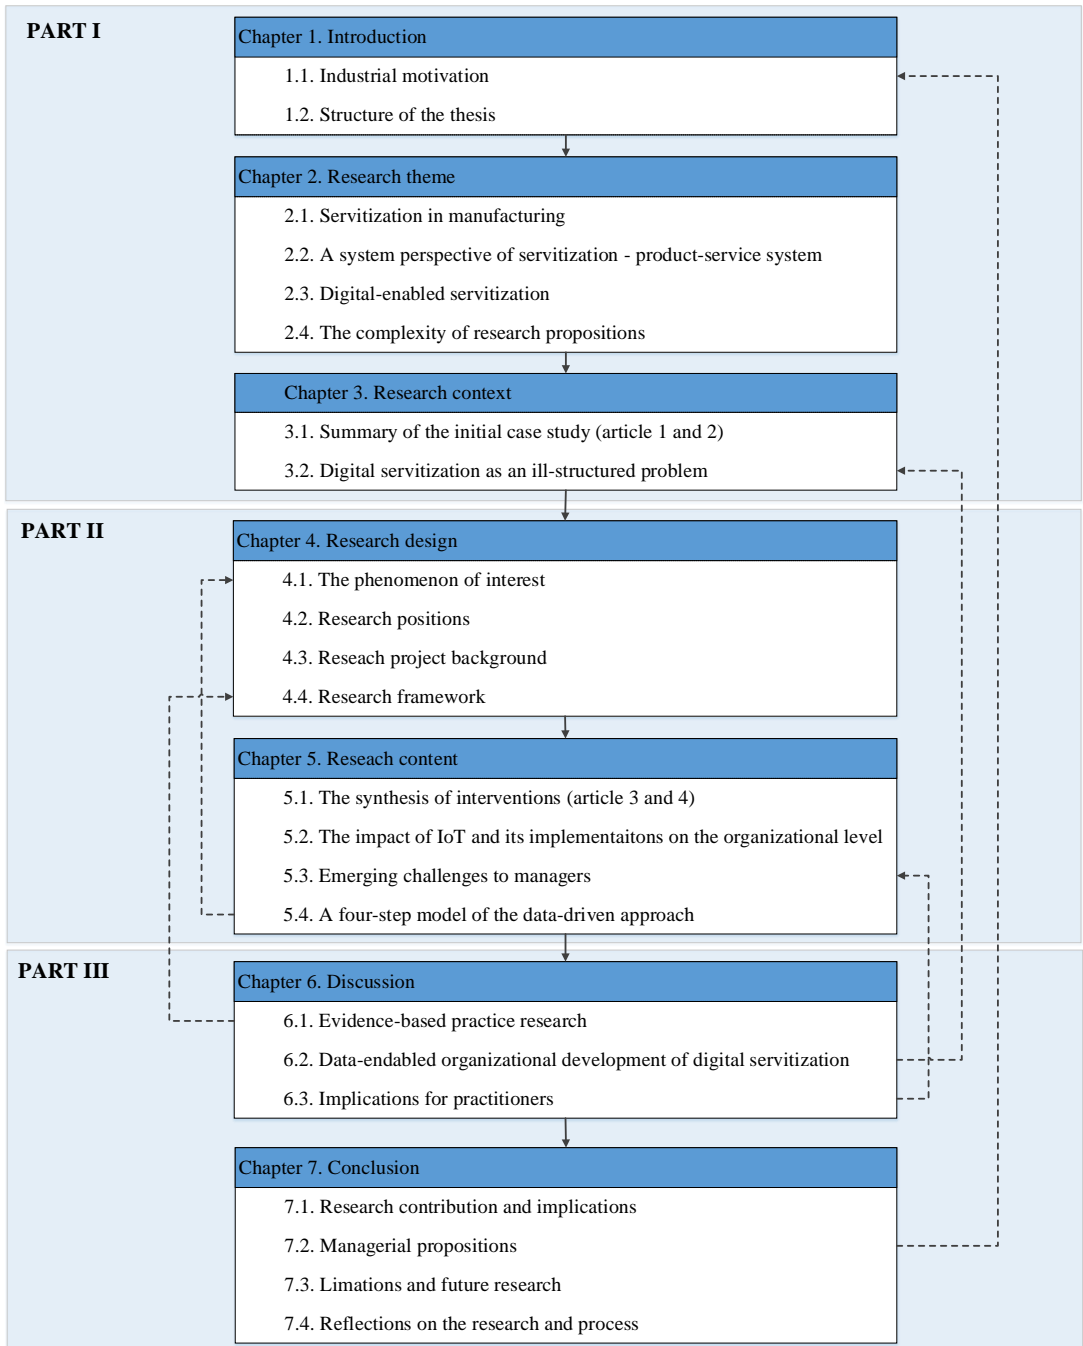 PART I
Chapter 1. Introduction
1.1. Industrial motivation
1.2. Structure of the thesis
Chapter 2. Research theme
2.1. Servitization in manufacturing
2.2. A system perspective of servitization - product-service system
2.3. Digital-enabled servitization
2.4. The complexity of research propositions
Chapter 3. Research context
3.1. Summary of the initial case study (article 1 and 2)
3.2. Digital servitization as an ill-structured problem
PART II
Chapter 4. Research design
4.1. The phenomenon of interest
4.2. Research positions
4.3. Reseach project background
4.4. Research framework
Chapter 5. Reseach content
5.1. The synthesis of interventions (article 3 and 4)
5.2. The impact of IoT and its implementaitons on the organizational level
5.3. Emerging challenges to managers
5.4. A four-step model of the data-driven approach
PART III
Chapter 6. Discussion
6.1. Evidence-based practice research
6.2. Data-endabled organizational development of digital servitization
6.3. Implications for practitioners
Chapter 7. Conclusion
7.1. Research contribution and implications
7.2. Managerial propositions
7.3. Limations and future research
7.4. Reflections on the research and process